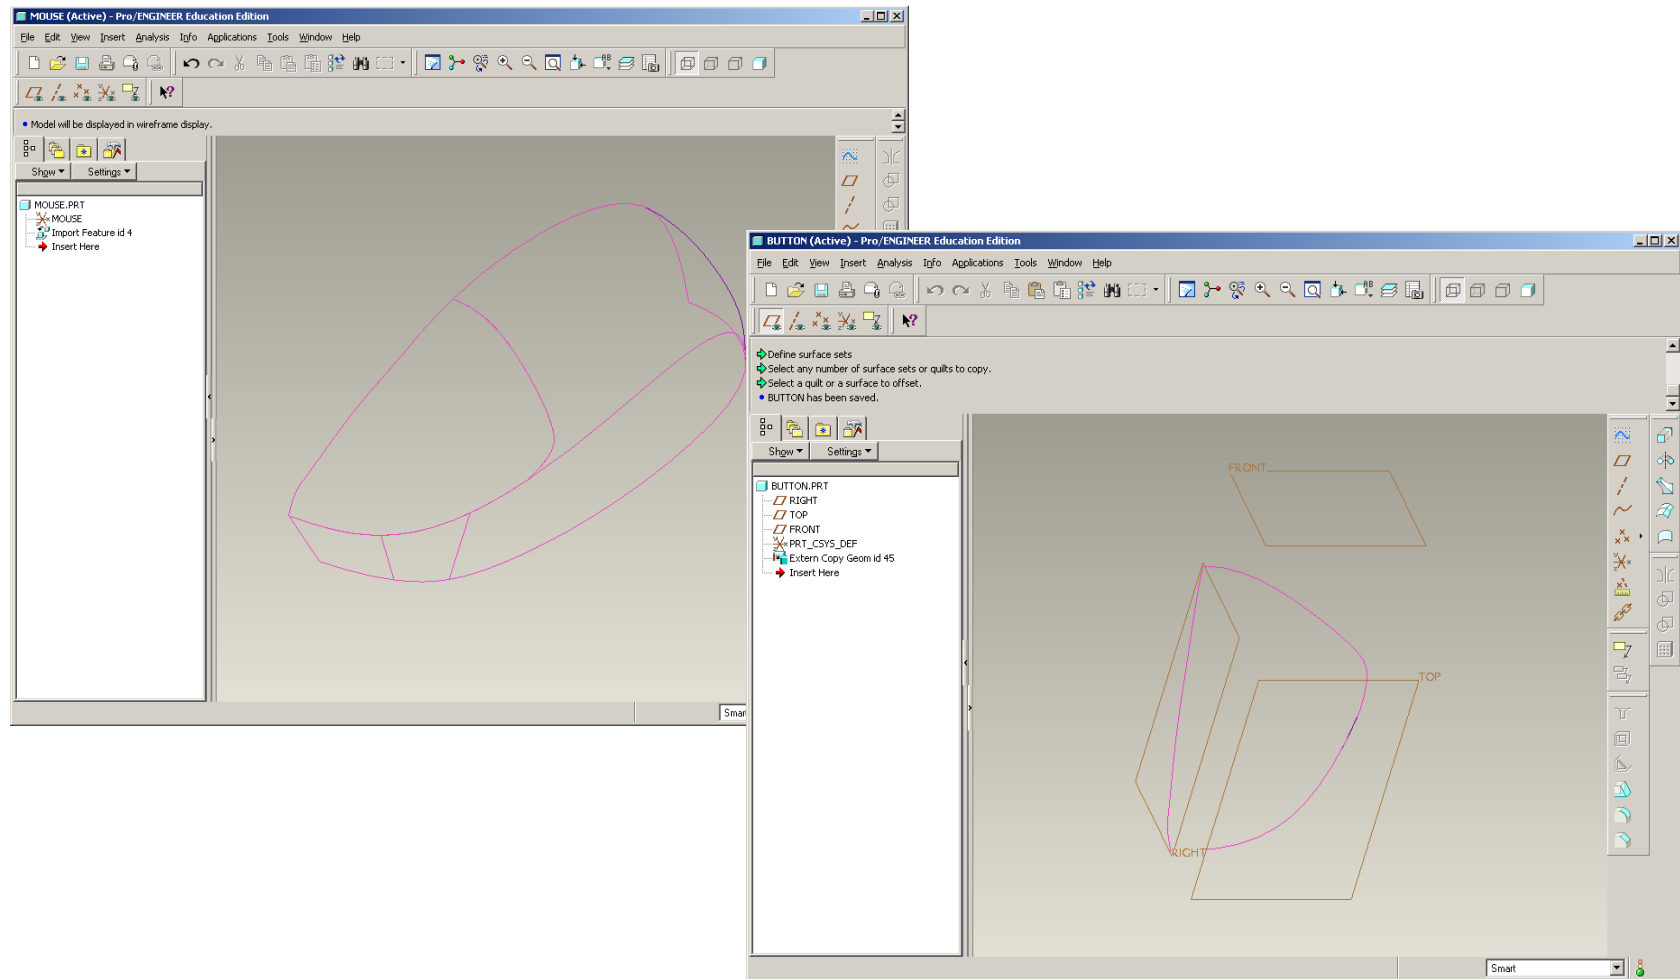 MOUSE (Active) - Pro/ENGINEER Education Edition
File Edit View Insert Analysis Info Applications Tools Window Help
Model will be displayed in wireframe display.
Show Settings
MOUSE.PRT
MOUSE
Import Feature id 4
Insert Here
Smar
BUTTON (Active) - Pro/ENGINEER Education Edition
File Edit View Insert Analysis Info Applications Tools Window Help
Define surface sets
Select any number of surface sets or quilts to copy.
Select a quilt or a surface to offset.
BUTTON has been saved.
Show Settings
BUTTON.PRT
RIGHT
TOP
FRONT
PRT_CSYS_DEF
Extern Copy Geom id 45
Insert Here
FRONT
TOP
RIGHT
Smart